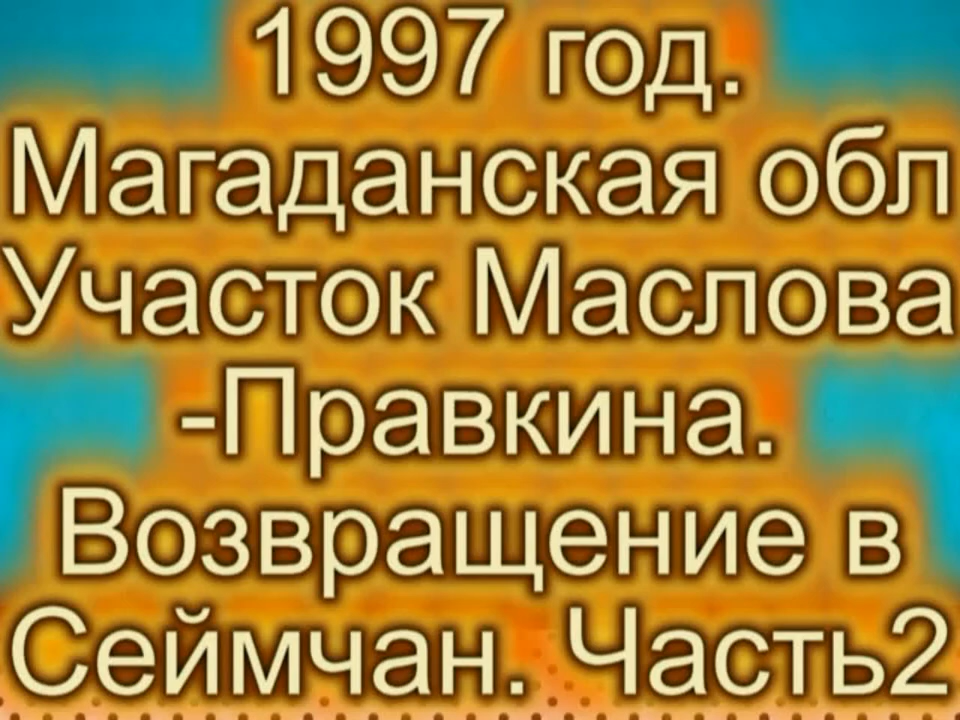 1997 год.
Магаданская обл
Участок Маслова
-Правкина.
Возвращение в
Сеймчан. Часть2